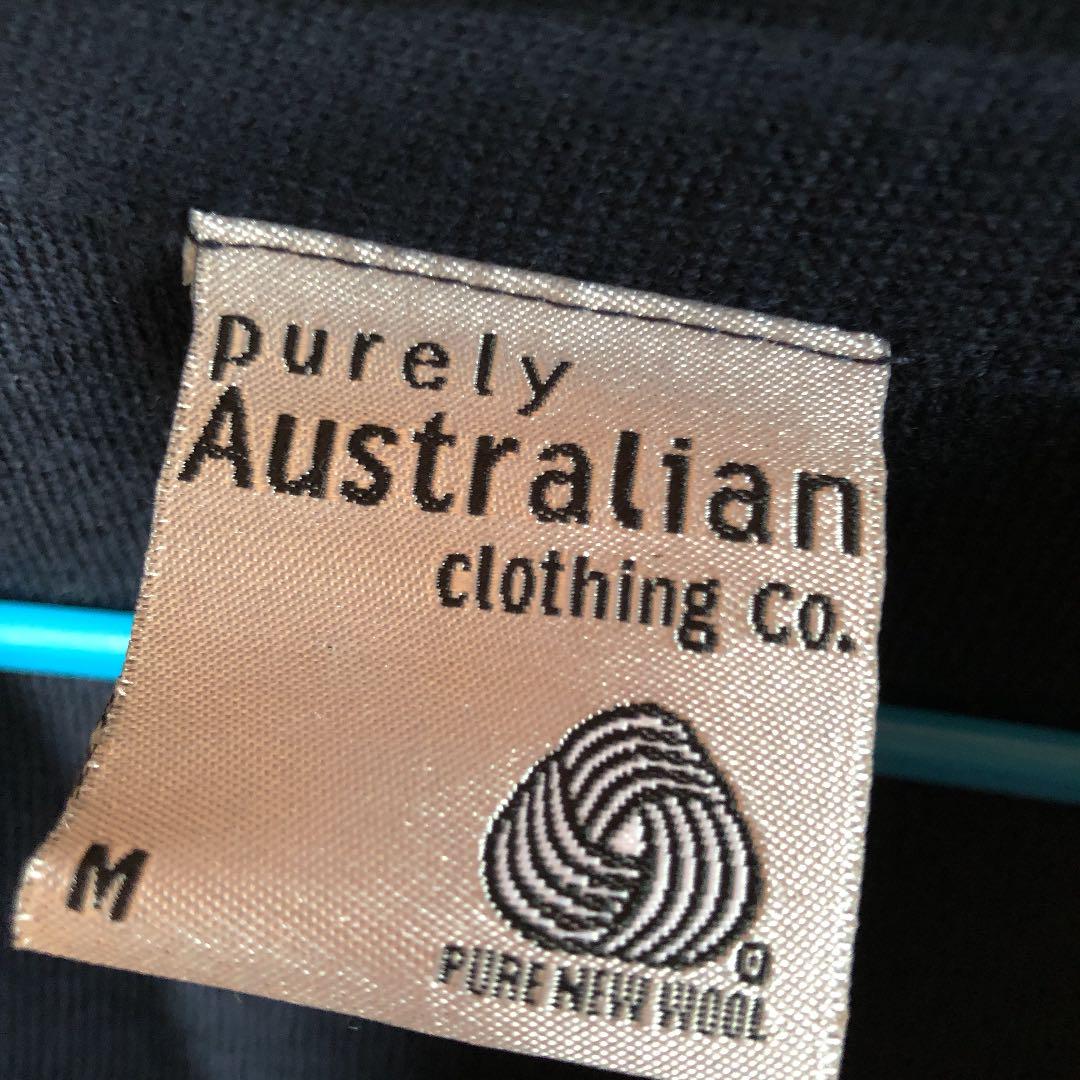 purely
Australian
clothing co.
M
PURE NEW WOOL